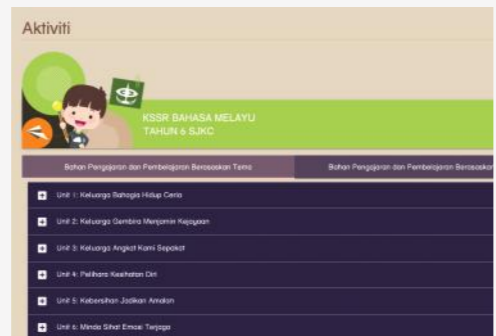 Aktiviti
KSSR BAHASA MELAYU
TAHUN 6 SJKC
Bahan Pengajaran dan Pembelajaran Berasaskan Tema
Bahan Pengajaran dan Pembelajaran Berasaskan
Unit 1: Keluarga Bahagia Hidup Ceria
Unit 2: Keluarga Gembira Menjamin Kejayaan
Unit 3: Keluarga Angkat Kami Sepakat
Unit 4: Pelihara Kesihatan Diri
Unit 5: Kebersihan Jadikan Amalan
Unit 6: Minda Sihat Emosi Terjaga